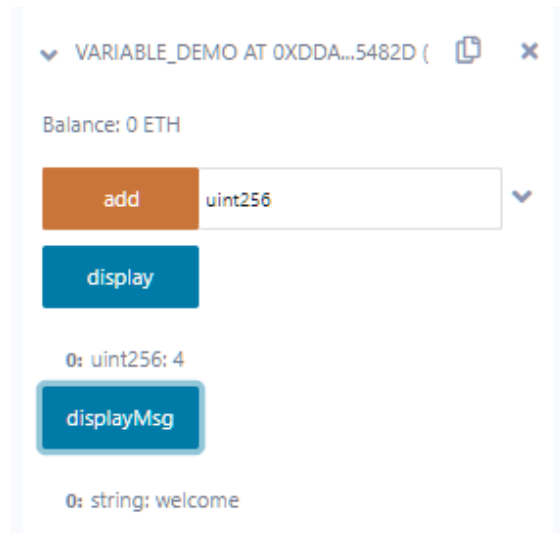 VARIABLE_DEMO AT 0XDDA...5482D (
Balance: 0 ETH
add uint256
display
0: uint256: 4
displayMsg
0: string: welcome